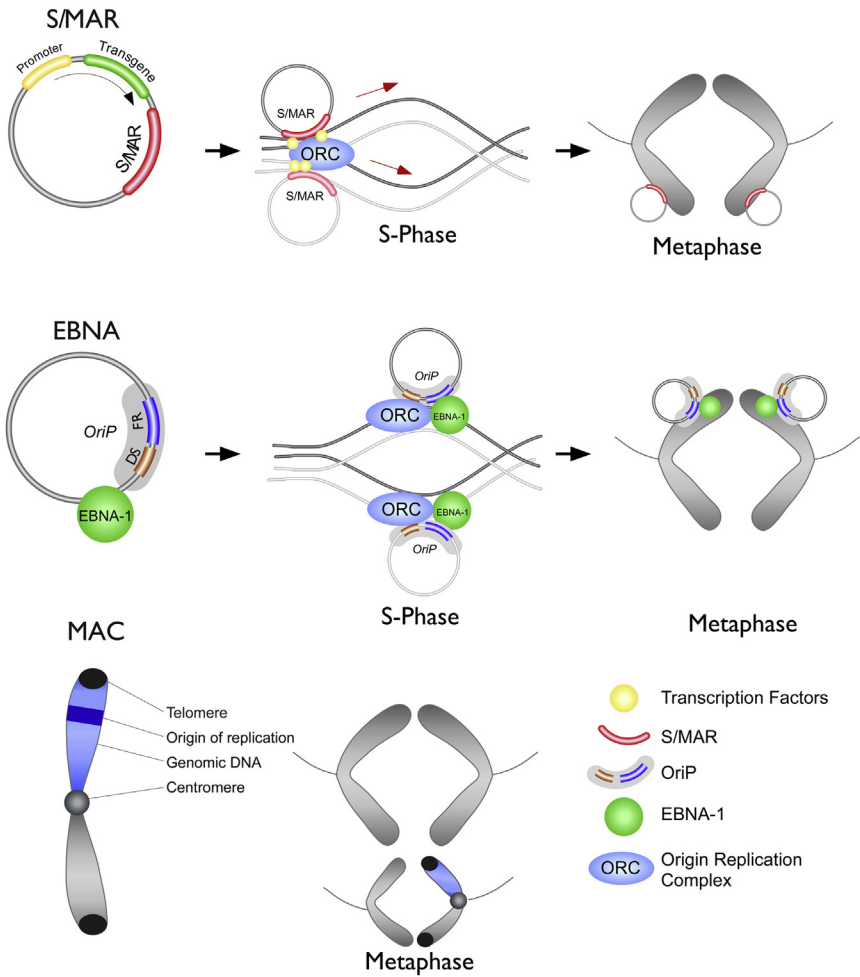 S/MAR
Promoter
Transgene
S/MAR
S/MAR
ORC
S/MAR
S-Phase
Metaphase
EBNA
OriP
FR
DS
EBNA-1
OriP
ORC
EBNA-1
ORC
EBNA-1
OriP
S-Phase
Metaphase
MAC
Telomere
Origin of replication
Genomic DNA
Centromere
Metaphase
Transcription Factors
S/MAR
OriP
EBNA-1
ORC
Origin Replication
Complex